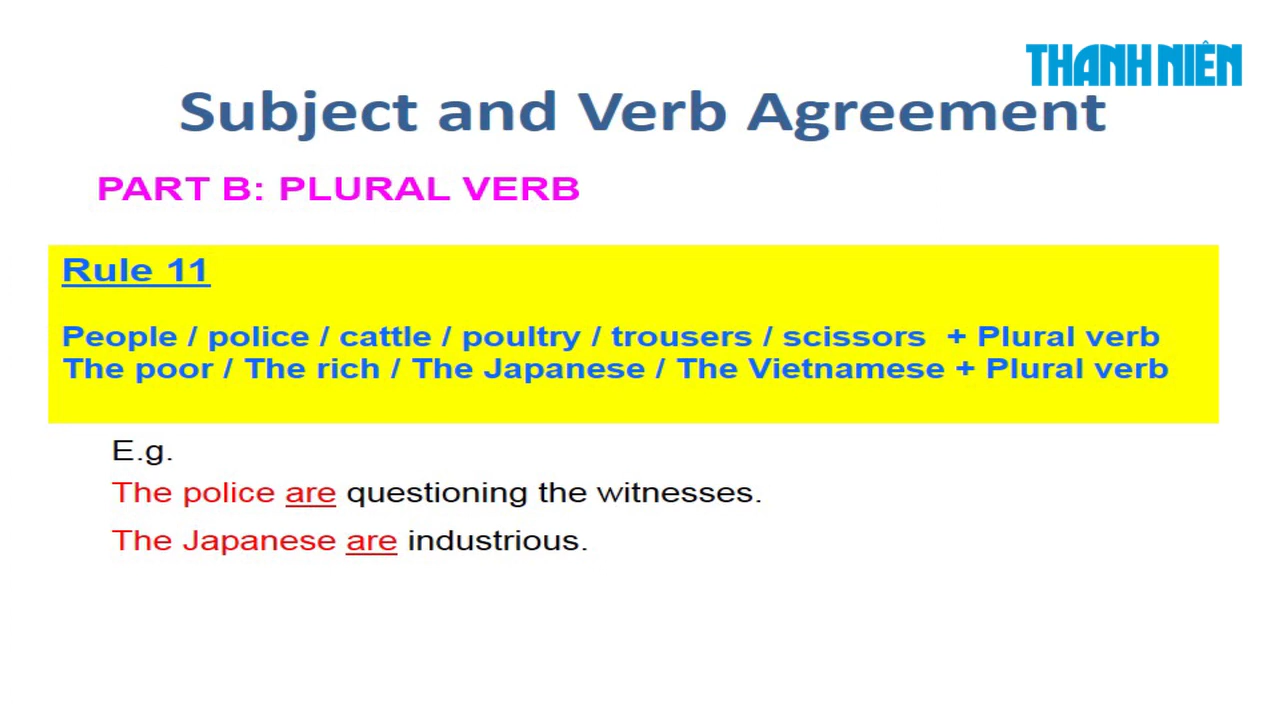 THANH NIÊN
Subject and Verb Agreement
PART B: PLURAL VERB
Rule 11
People / police / cattle / poultry / trousers / scissors + Plural verb
The poor / The rich / The Japanese / The Vietnamese + Plural verb
E.g.
The police are questioning the witnesses.
The Japanese are industrious.